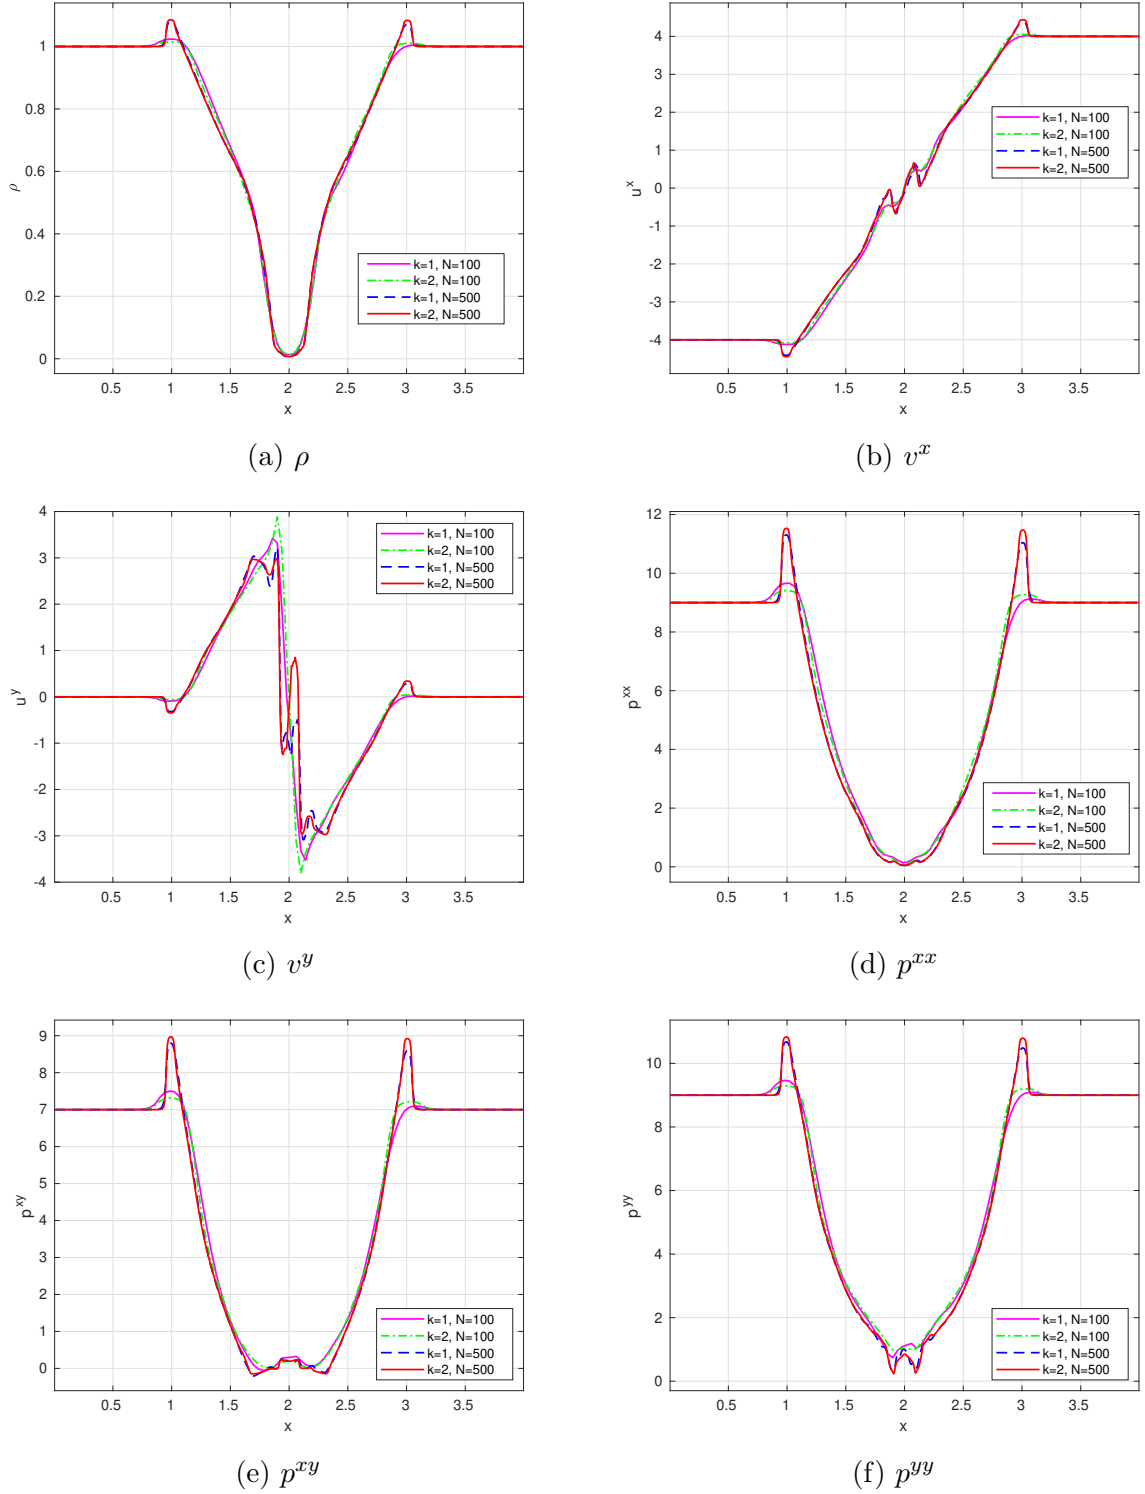 1
0.8
0.6
0.4
0.2
0
ρ
0.5 1 1.5 2 2.5 3 3.5
x
k=1, N=100
k=2, N=100
k=1, N=500
k=2, N=500
(a) ρ
4
3
2
1
0
-1
-2
-3
-4
u^x
0.5 1 1.5 2 2.5 3 3.5
x
k=1, N=100
k=2, N=100
k=1, N=500
k=2, N=500
(b) v^x
4
3
2
1
0
-1
-2
-3
-4
u^y
0.5 1 1.5 2 2.5 3 3.5
x
k=1, N=100
k=2, N=100
k=1, N=500
k=2, N=500
(c) v^y
12
10
8
6
4
2
0
p^xx
0.5 1 1.5 2 2.5 3 3.5
x
k=1, N=100
k=2, N=100
k=1, N=500
k=2, N=500
(d) p^xx
9
8
7
6
5
4
3
2
1
0
p^xy
0.5 1 1.5 2 2.5 3 3.5
x
k=1, N=100
k=2, N=100
k=1, N=500
k=2, N=500
(e) p^xy
10
8
6
4
2
0
p^yy
0.5 1 1.5 2 2.5 3 3.5
x
k=1, N=100
k=2, N=100
k=1, N=500
k=2, N=500
(f) p^yy